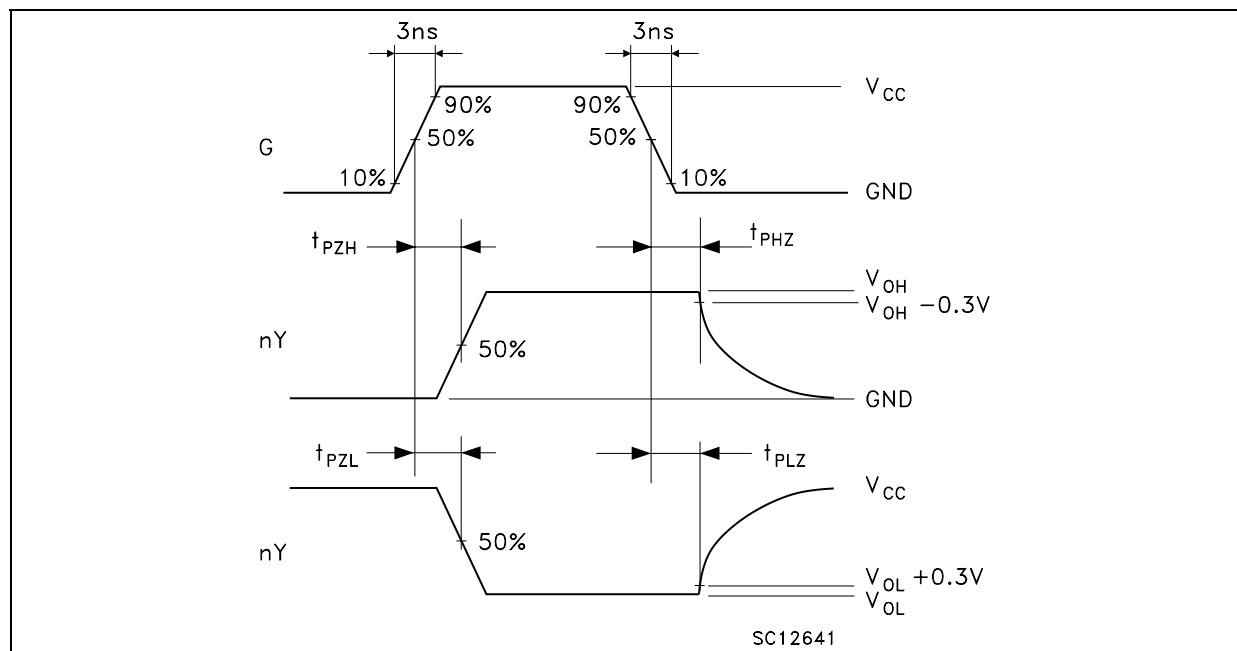 3ns 3ns
V_CC
90% 90%
G 50% 50%
10% 10%
GND
t_PZH t_PHZ
V_OH
V_OH −0.3V
nY 50%
GND
t_PZL t_PLZ
V_CC
nY 50%
V_OL +0.3V
V_OL
SC12641